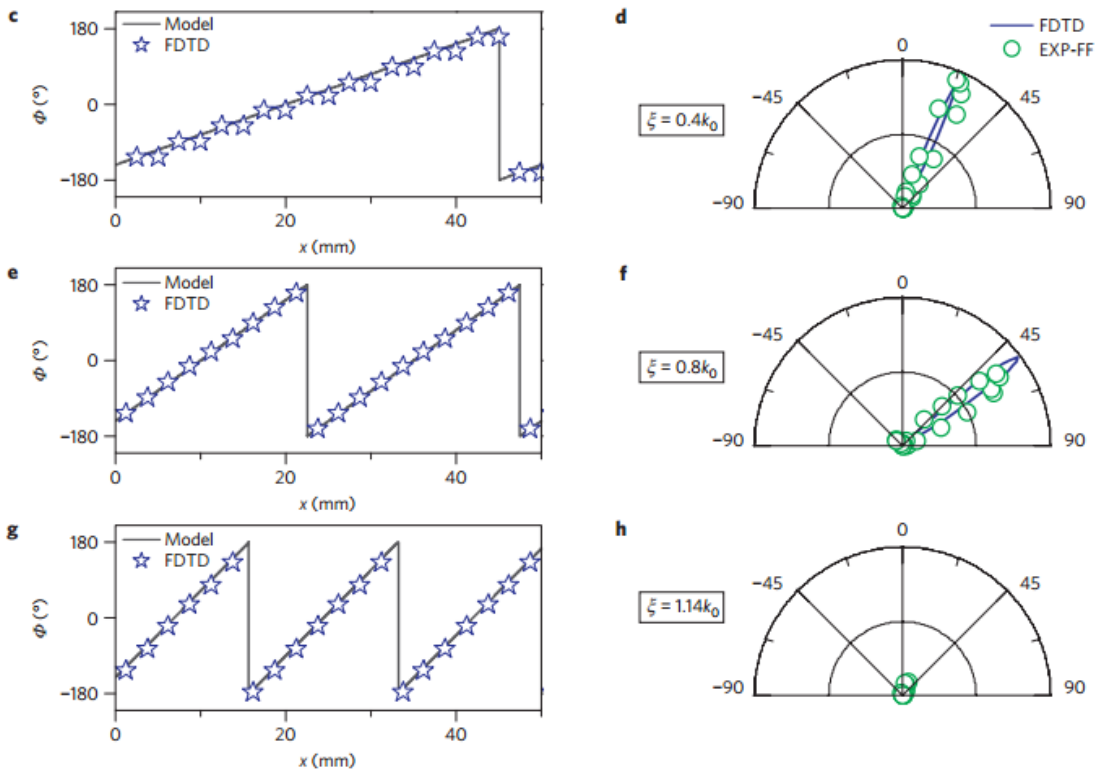 c
180
0
−180
Φ (°)
Model
FDTD
0
20
40
x (mm)
d
FDTD
EXP-FF
ξ = 0.4k₀
−90
−45
0
45
90
e
180
0
−180
Φ (°)
Model
FDTD
0
20
40
x (mm)
f
ξ = 0.8k₀
−90
−45
0
45
90
g
180
0
−180
Φ (°)
Model
FDTD
0
20
40
x (mm)
h
ξ = 1.14k₀
−90
−45
0
45
90